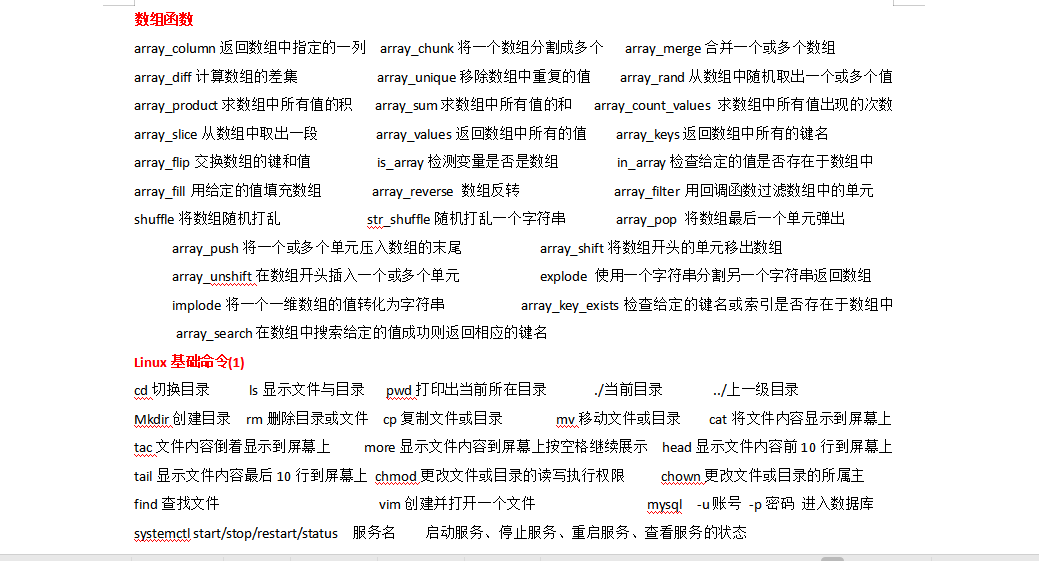 数组函数
array_column 返回数组中指定的一列 array_chunk 将一个数组分割成多个 array_merge 合并一个或多个数组
array_diff 计算数组的差集 array_unique 移除数组中重复的值 array_rand 从数组中随机取出一个或多个值
array_product 求数组中所有值的积 array_sum 求数组中所有值的和 array_count_values 求数组中所有值出现的次数
array_slice 从数组中取出一段 array_values 返回数组中所有的值 array_keys 返回数组中所有的键名
array_flip 交换数组的键和值 is_array 检测变量是否是数组 in_array 检查给定的值是否存在于数组中
array_fill 用给定的值填充数组 array_reverse 数组反转 array_filter 用回调函数过滤数组中的单元
shuffle 将数组随机打乱 str_shuffle 随机打乱一个字符串 array_pop 将数组最后一个单元弹出
array_push 将一个或多个单元压入数组的末尾 array_shift 将数组开头的单元移出数组
array_unshift 在数组开头插入一个或多个单元 explode 使用一个字符串分割另一个字符串返回数组
implode 将一个一维数组的值转化为字符串 array_key_exists 检查给定的键名或索引是否存在于数组中
array_search 在数组中搜索给定的值成功则返回相应的键名
Linux 基础命令(1)
cd 切换目录 ls 显示文件与目录 pwd 打印出当前所在目录 ./当前目录 ../上一级目录
Mkdir 创建目录 rm 删除目录或文件 cp 复制文件或目录 mv 移动文件或目录 cat 将文件内容显示到屏幕上
tac 文件内容倒着显示到屏幕上 more 显示文件内容到屏幕上按空格继续展示 head 显示文件内容前 10 行到屏幕上
tail 显示文件内容最后 10 行到屏幕上 chmod 更改文件或目录的读写执行权限 chown 更改文件或目录的所属主
find 查找文件 vim 创建并打开一个文件 mysql -u 账号 -p 密码 进入数据库
systemctl start/stop/restart/status 服务名 启动服务、停止服务、重启服务、查看服务的状态